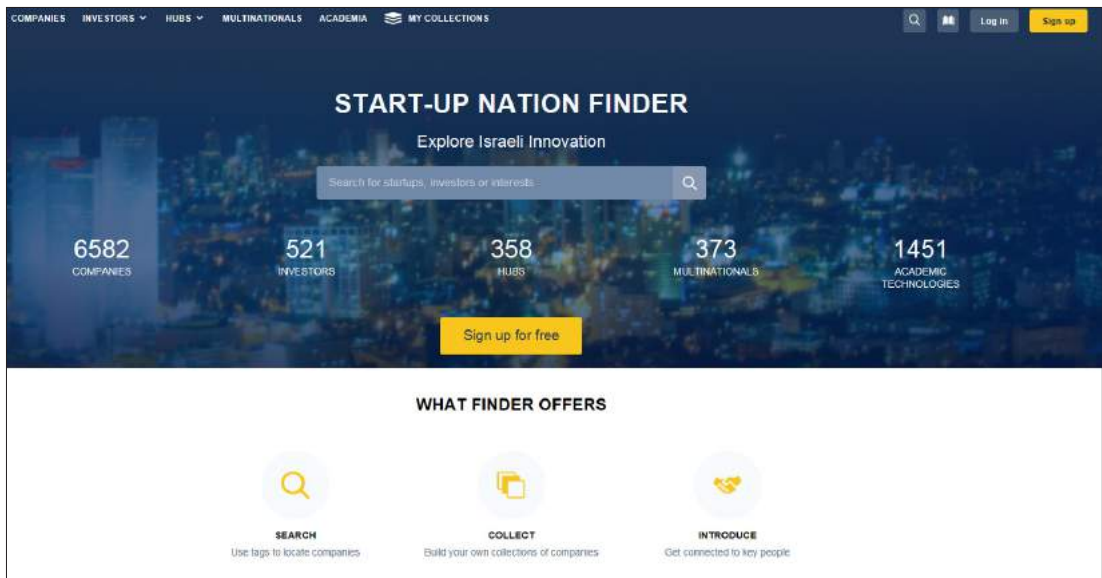 COMPANIES INVESTORS HUBS MULTINATIONALS ACADEMIA MY COLLECTIONS Log in Sign up
START-UP NATION FINDER
Explore Israeli Innovation
Search for startups, investors or interests
6582 521 358 373 1451
COMPANIES INVESTORS HUBS MULTINATIONALS ACADEMIC
TECHNOLOGIES
Sign up for free
WHAT FINDER OFFERS
SEARCH COLLECT INTRODUCE
Use tags to locate companies Build your own collections of companies Get connected to key people